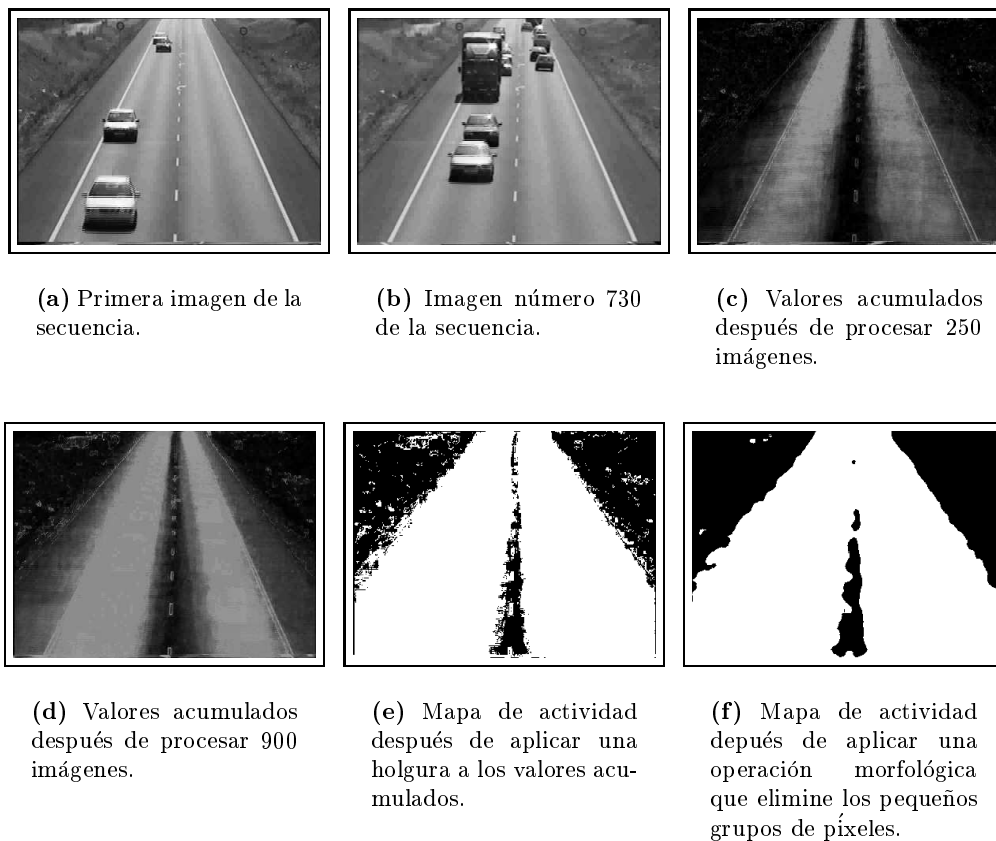 (a) Primera imagen de la
secuencia.
(b) Imagen número 730
de la secuencia.
(c) Valores acumulados
después de procesar 250
imágenes.
(d) Valores acumulados
después de procesar 900
imágenes.
(e) Mapa de actividad
después de aplicar una
holgura a los valores acu-
mulados.
(f) Mapa de actividad
depués de aplicar una
operación morfológica
que elimine los pequeños
grupos de píxeles.